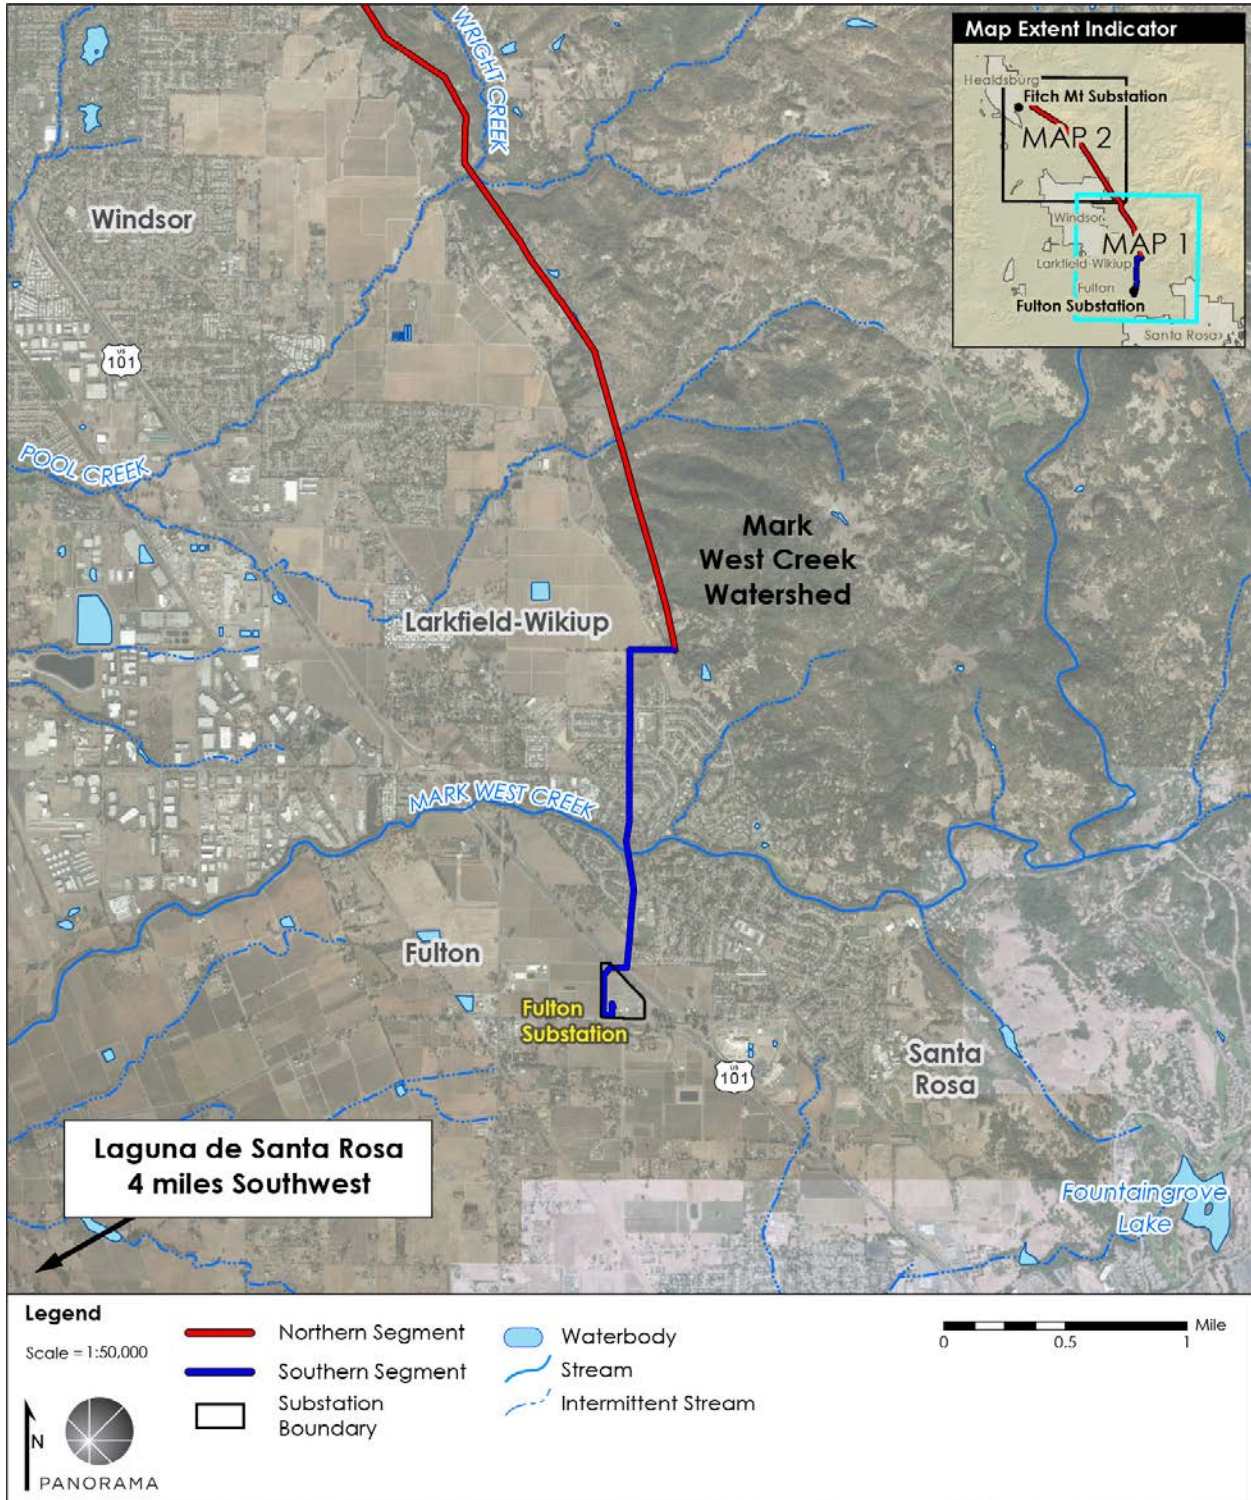 WRIGHT CREEK
Map Extent Indicator
Healdsburg
Fitch Mt Substation
MAP 2
Windsor
MAP 1
Larkfield-Wikiup
Fulton
Fulton Substation
Santa Rosa
Windsor
US
101
POOL CREEK
Mark
West Creek
Watershed
Larkfield-Wikiup
MARK WEST CREEK
Fulton
Fulton
Substation
Santa
Rosa
US
101
Laguna de Santa Rosa
4 miles Southwest
Fountaingrove
Lake
Legend
Scale = 1:50,000
Northern Segment
Southern Segment
Substation
Boundary
Waterbody
Stream
Intermittent Stream
Mile
0 0.5 1
N
PANORAMA